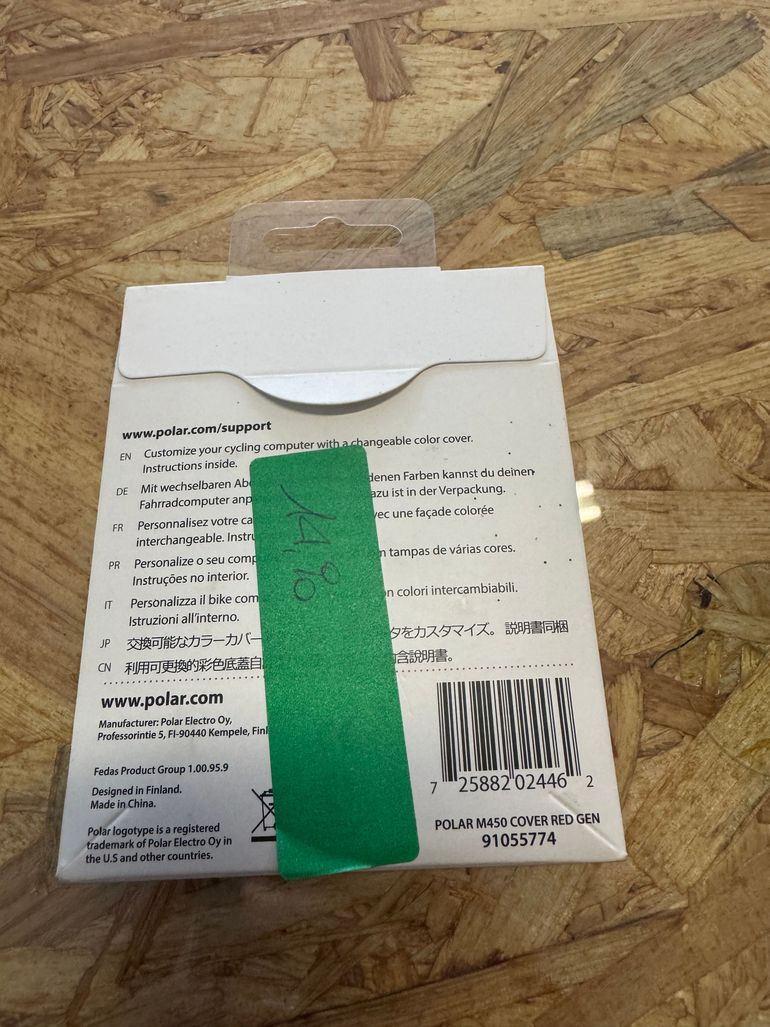 www.polar.com/support
EN Customize your cycling computer with a changeable color cover.
Instructions inside.
DE Mit wechselbaren Ab denen Farben kannst du deinen
Fahrradcomputer anp azu ist in der Verpackung.
FR Personnalisez votre ca vec une façade colorée
interchangeable. Instru
PR Personalize o seu comp m tampas de várias cores.
Instruções no interior.
IT Personalizza il bike com on colori intercambiabili.
Istruzioni all'interno.
JP 交換可能なカラーカバー タをカスタマイズ。 説明書同梱
CN 利用可更換的彩色底蓋自 内含說明書。
14,90
www.polar.com
Manufacturer: Polar Electro Oy,
Professorintie 5, FI-90440 Kempele, Finl
Fedas Product Group 1.00.95.9
Designed in Finland.
Made in China.
Polar logotype is a registered
trademark of Polar Electro Oy in
the U.S and other countries.
7 25882 02446 2
POLAR M450 COVER RED GEN
91055774